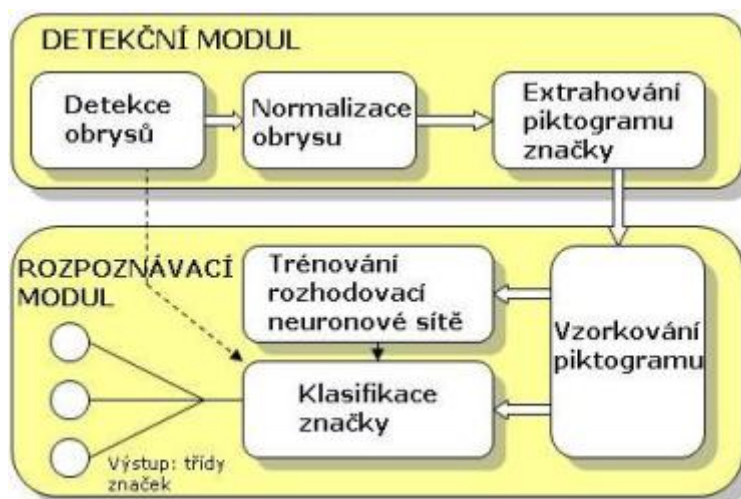 DETEKČNÍ MODUL
Detekce
obrysů
Normalizace
obrysu
Extrahování
piktogramu
značky
ROZPOZNÁVACÍ
MODUL
Trénování
rozhodovací
neuronové sítě
Vzorkování
piktogramu
Klasifikace
značky
Výstup: třídy
značek